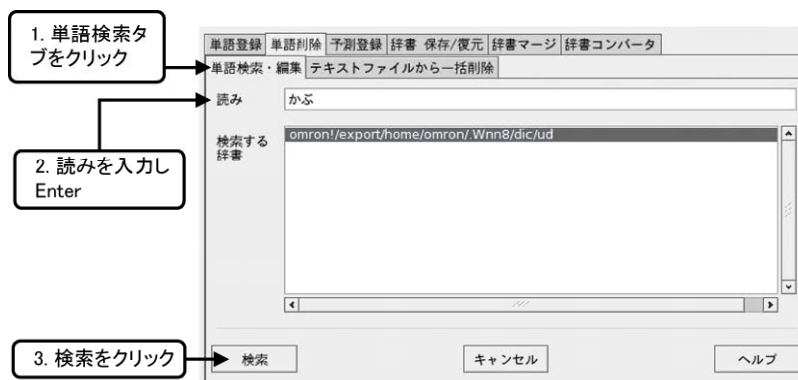 1. 単語検索タ
ブをクリック
単語登録 単語削除 予測登録 辞書 保存/復元 辞書マージ 辞書コンバータ
単語検索・編集 テキストファイルから一括削除
読み かぶ
検索する
辞書
omron!/export/home/omron/.Wnn8/dic/ud
2. 読みを入力し
Enter
3. 検索をクリック
検索 キャンセル ヘルプ